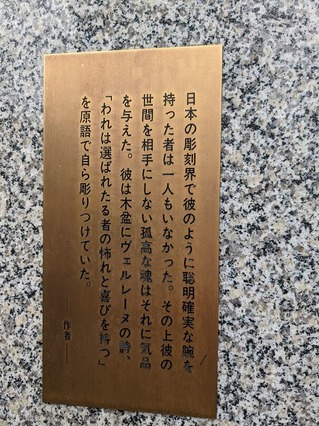 日本の彫刻界で彼のように聡明確実な腕を
持った者は一人もいなかった。その上彼の
世間を相手にしない孤高な魂はそれに気品
を与えた。彼は木盆にヴェルレーヌの詩、
「われは選ばれたる者の怖れと喜びを持つ」
を原語で自ら彫りつけていた。
作者